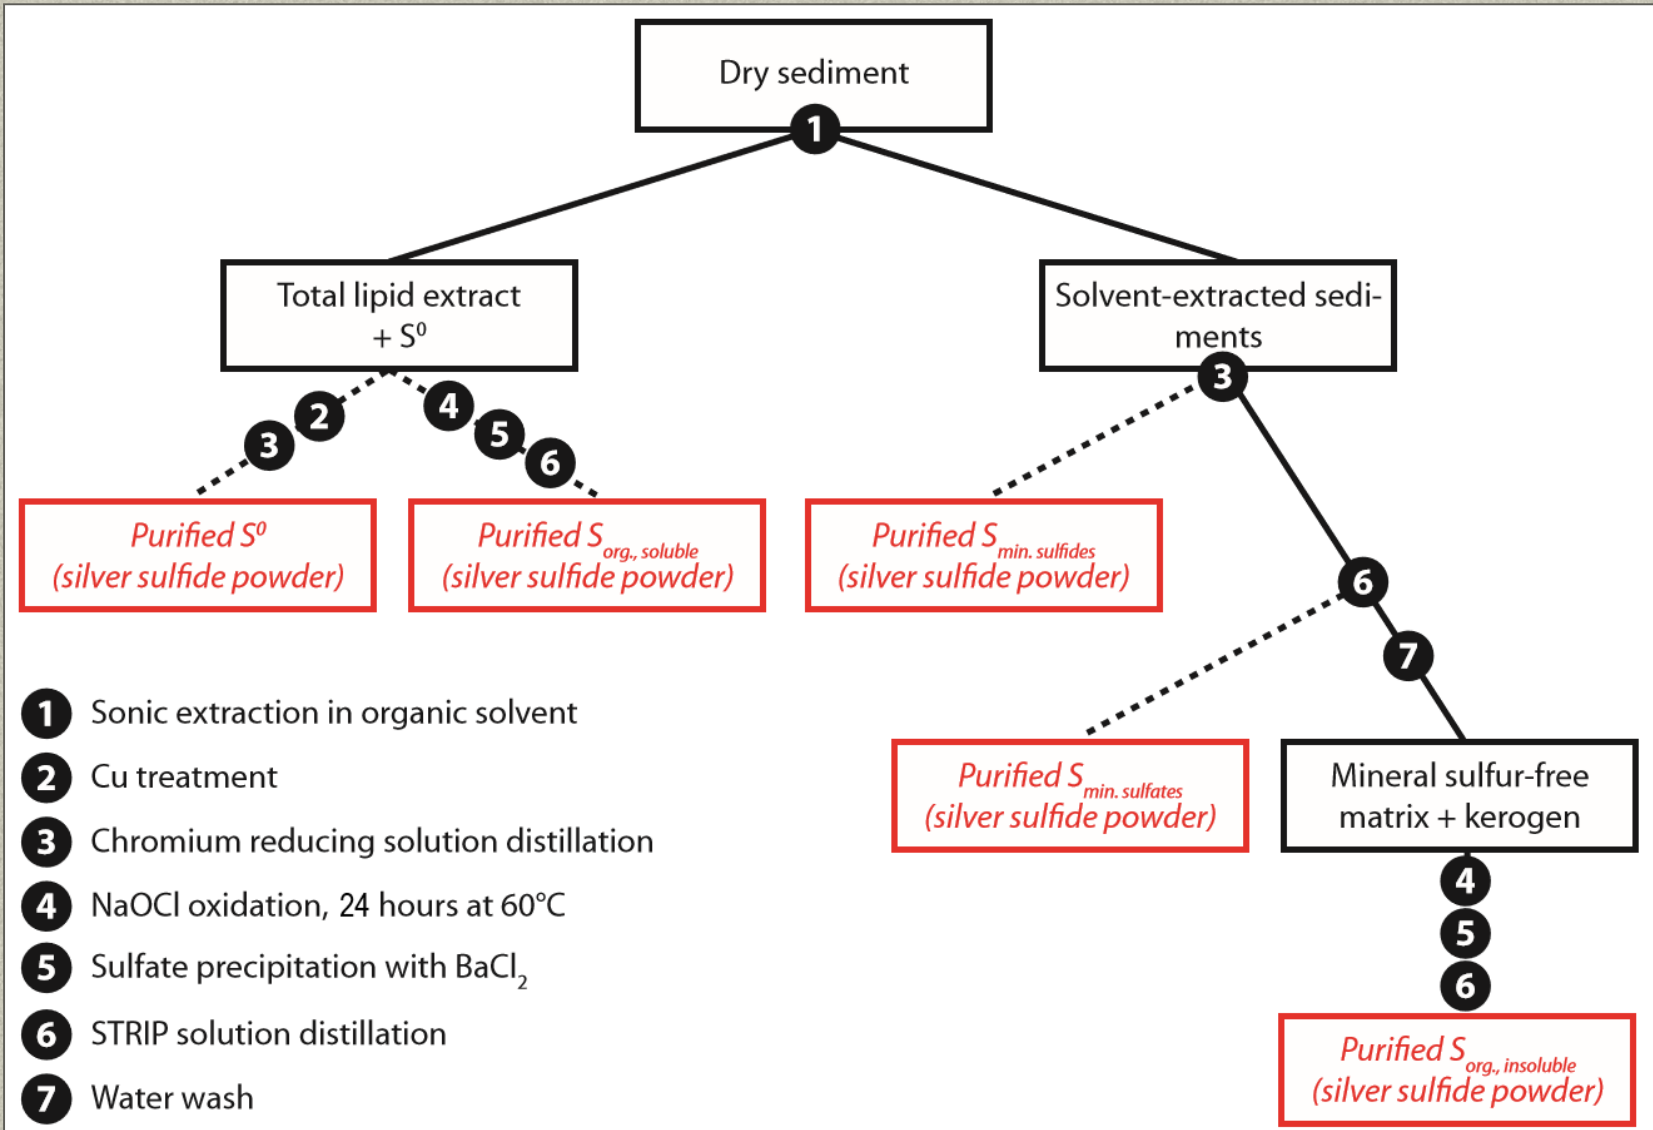 Dry sediment
1
Total lipid extract
+ S⁰
Solvent-extracted sedi-
ments
3
2
3
4
5
6
Purified S⁰
(silver sulfide powder)
Purified S org., soluble
(silver sulfide powder)
Purified S min. sulfides
(silver sulfide powder)
6
7
Purified S min. sulfates
(silver sulfide powder)
Mineral sulfur-free
matrix + kerogen
4
5
6
Purified S org., insoluble
(silver sulfide powder)
1 Sonic extraction in organic solvent
2 Cu treatment
3 Chromium reducing solution distillation
4 NaOCl oxidation, 24 hours at 60°C
5 Sulfate precipitation with BaCl₂
6 STRIP solution distillation
7 Water wash